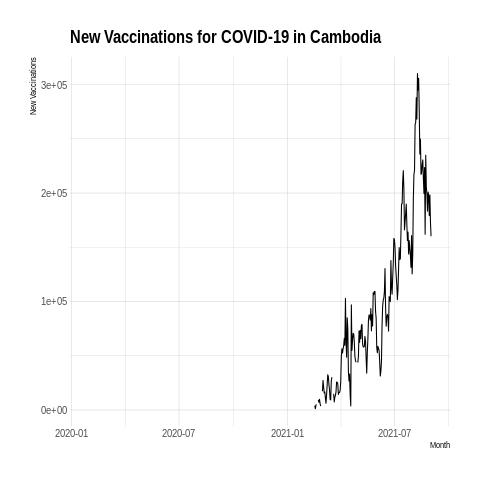 New Vaccinations for COVID-19 in Cambodia
New Vaccinations
3e+05
2e+05
1e+05
0e+00
2020-01 2020-07 2021-01 2021-07
Month